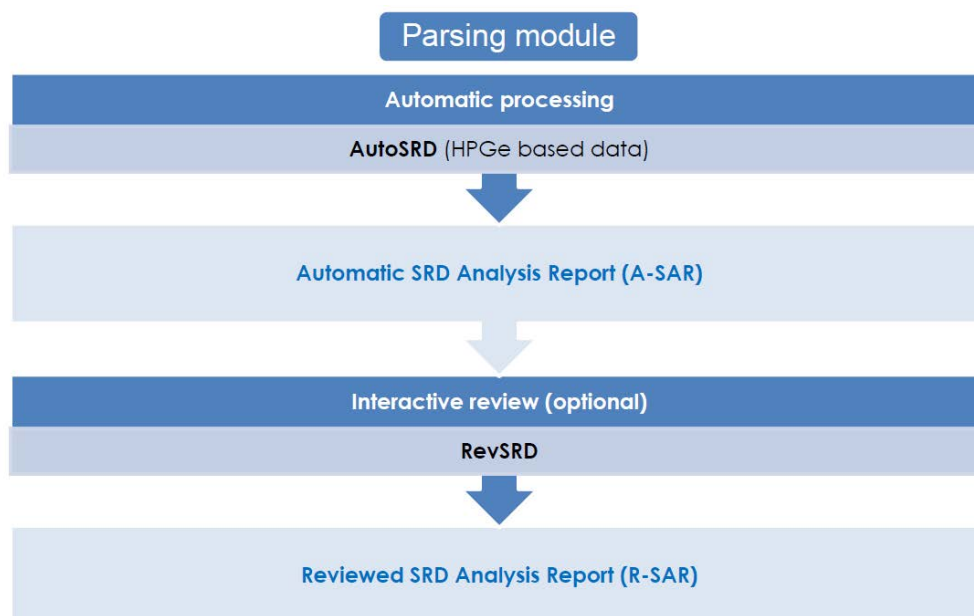 Parsing module
Automatic processing
AutoSRD (HPGe based data)
Automatic SRD Analysis Report (A-SAR)
Interactive review (optional)
RevSRD
Reviewed SRD Analysis Report (R-SAR)